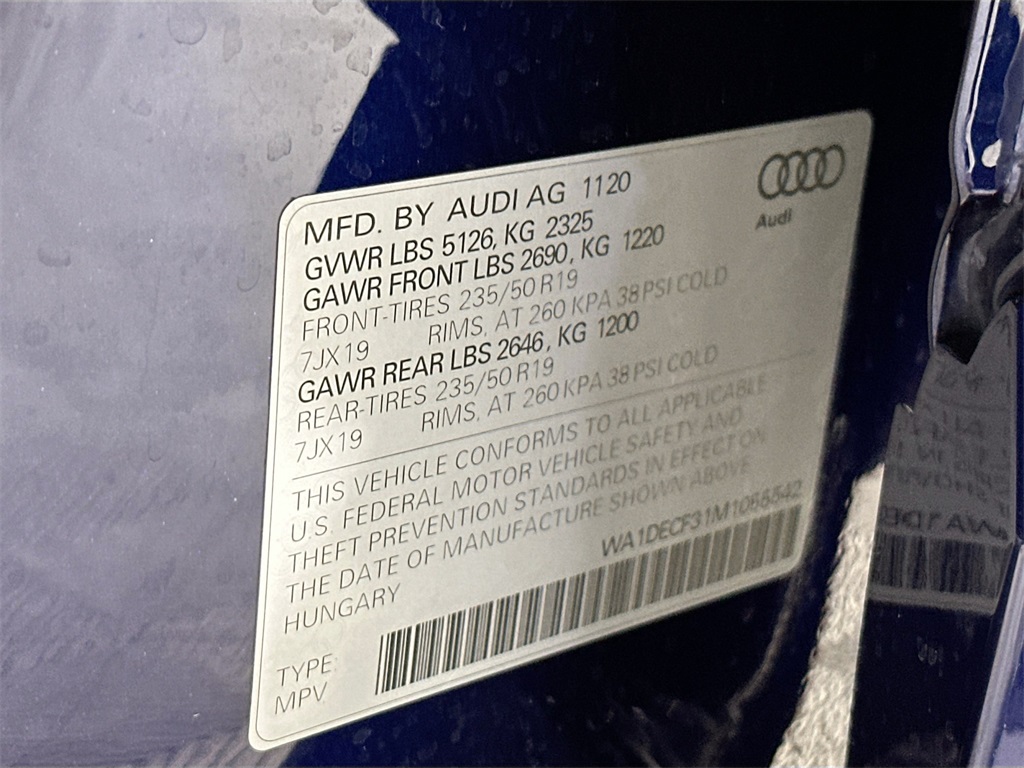 MFD. BY AUDI AG 1120
Audi
GVWR LBS 5126, KG 2325
GAWR FRONT LBS 2690, KG 1220
FRONT-TIRES 235/50 R19
7JX19 RIMS, AT 260 KPA 38 PSI COLD
GAWR REAR LBS 2646, KG 1200
REAR-TIRES 235/50 R19
7JX19 RIMS, AT 260 KPA 38 PSI COLD
THIS VEHICLE CONFORMS TO ALL APPLICABLE
U.S. FEDERAL MOTOR VEHICLE SAFETY AND
THEFT PREVENTION STANDARDS IN EFFECT ON
THE DATE OF MANUFACTURE SHOWN ABOVE
HUNGARY
TYPE:
MPV